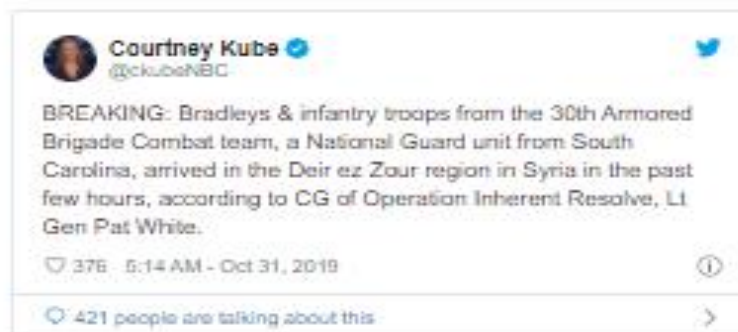 Courtney Kube
@ckubeNBC
BREAKING: Bradleys & infantry troops from the 30th Armored
Brigade Combat team, a National Guard unit from South
Carolina, arrived in the Deir ez Zour region in Syria in the past
few hours, according to CG of Operation Inherent Resolve, Lt
Gen Pat White.
376 5:14 AM - Oct 31, 2019
421 people are talking about this